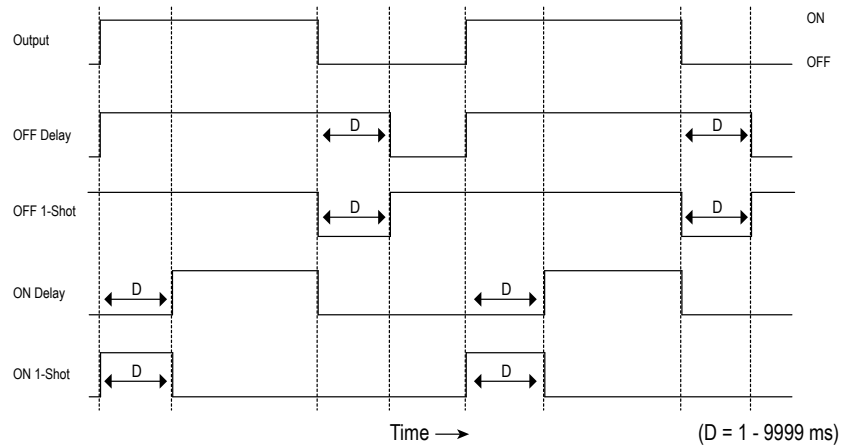 Output
ON
OFF
OFF Delay
D
D
OFF 1-Shot
D
D
ON Delay
D
D
ON 1-Shot
D
D
Time →
(D = 1 - 9999 ms)